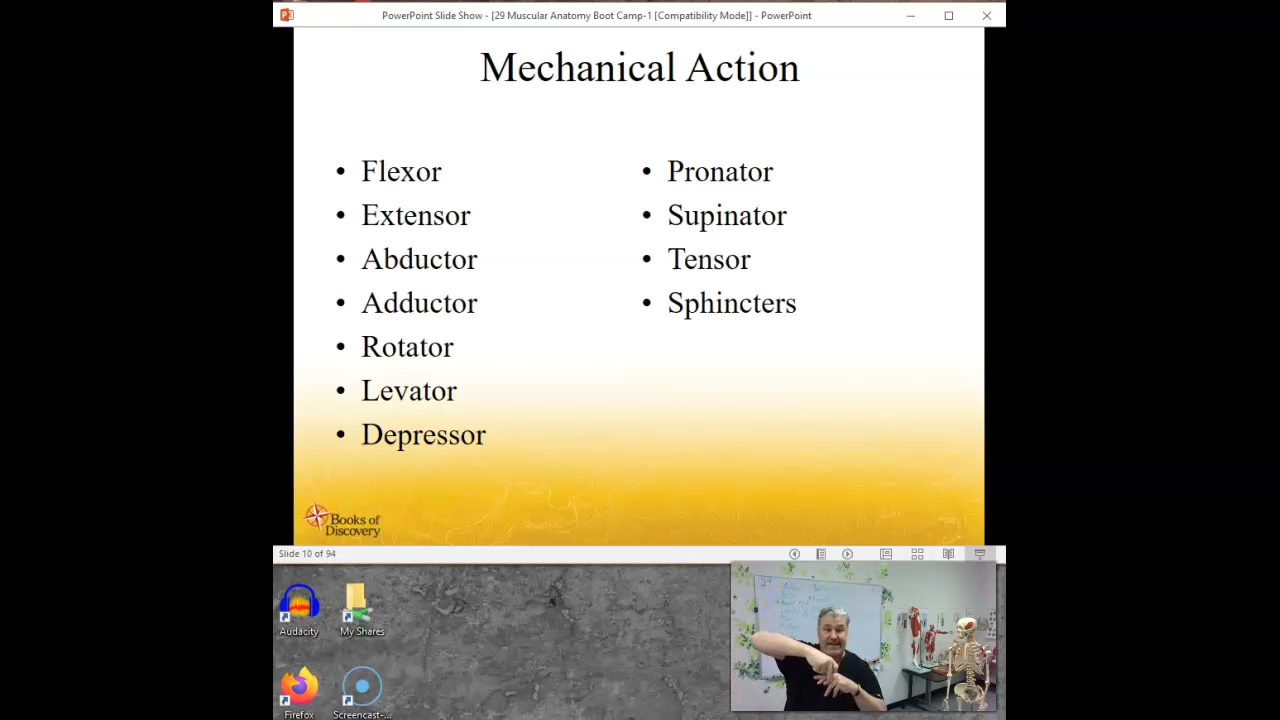 PowerPoint Slide Show - [29 Muscular Anatomy Boot Camp-1 [Compatibility Mode]] - PowerPoint
Mechanical Action
• Flexor
• Extensor
• Abductor
• Adductor
• Rotator
• Levator
• Depressor
• Pronator
• Supinator
• Tensor
• Sphincters
Books of
Discovery
Slide 10 of 94
Audacity
My Shares
Firefox
Screencast-...